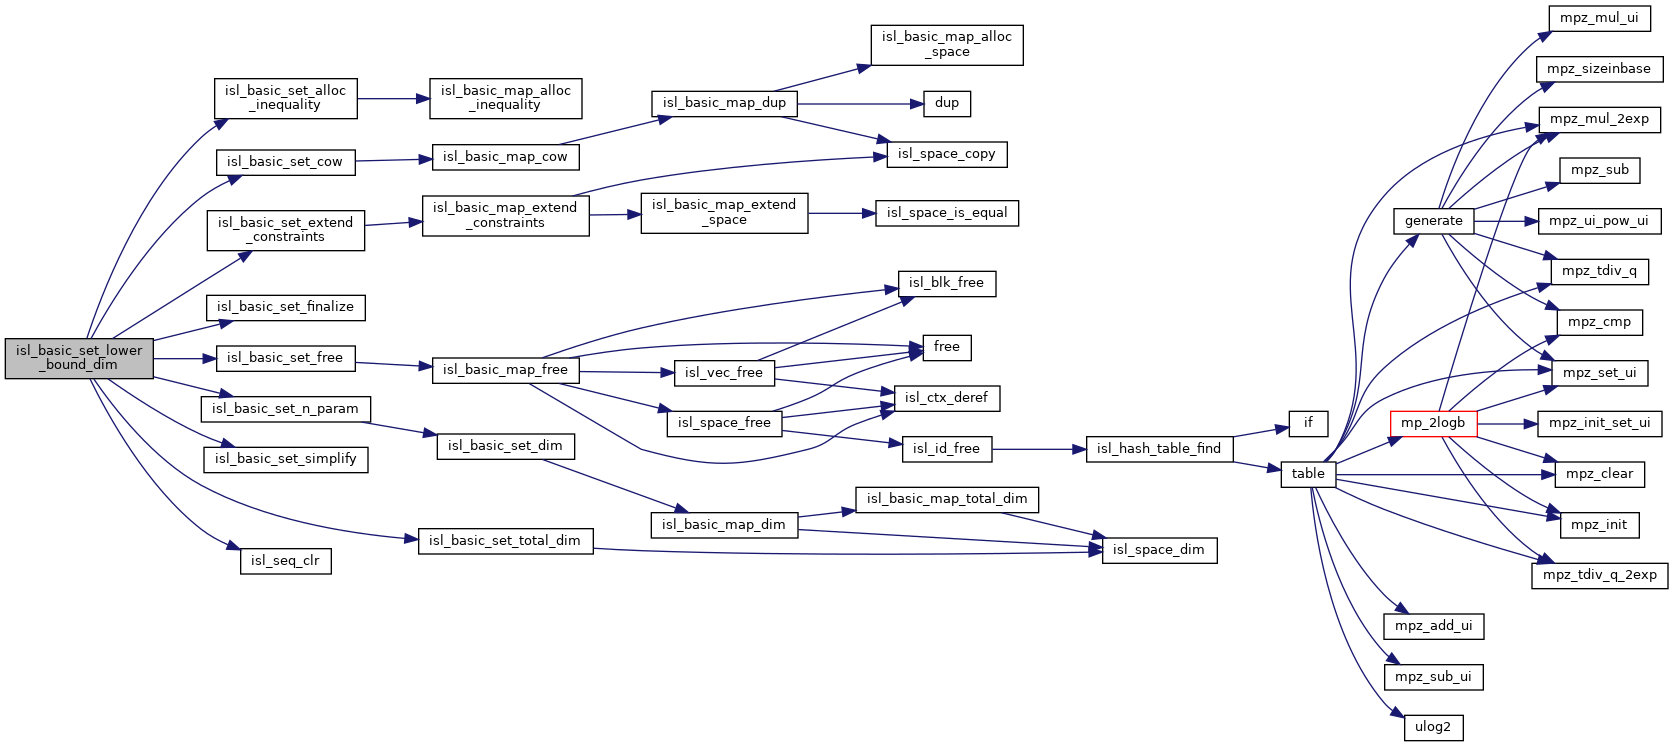 isl_basic_set_lower
_bound_dim
isl_basic_set_alloc
_inequality
isl_basic_map_alloc
_inequality
isl_basic_set_cow
isl_basic_map_cow
isl_basic_map_dup
isl_basic_map_alloc
_space
dup
isl_space_copy
isl_basic_set_extend
_constraints
isl_basic_map_extend
_constraints
isl_basic_map_extend
_space
isl_space_is_equal
isl_basic_set_finalize
isl_basic_set_free
isl_basic_map_free
isl_blk_free
free
isl_vec_free
isl_ctx_deref
isl_space_free
isl_id_free
isl_hash_table_find
if
table
isl_basic_set_n_param
isl_basic_set_dim
isl_basic_map_dim
isl_basic_map_total_dim
isl_space_dim
isl_basic_set_simplify
isl_basic_set_total_dim
isl_seq_clr
generate
mp_2logb
mpz_mul_ui
mpz_sizeinbase
mpz_mul_2exp
mpz_sub
mpz_ui_pow_ui
mpz_tdiv_q
mpz_cmp
mpz_set_ui
mpz_init_set_ui
mpz_clear
mpz_init
mpz_tdiv_q_2exp
mpz_add_ui
mpz_sub_ui
ulog2